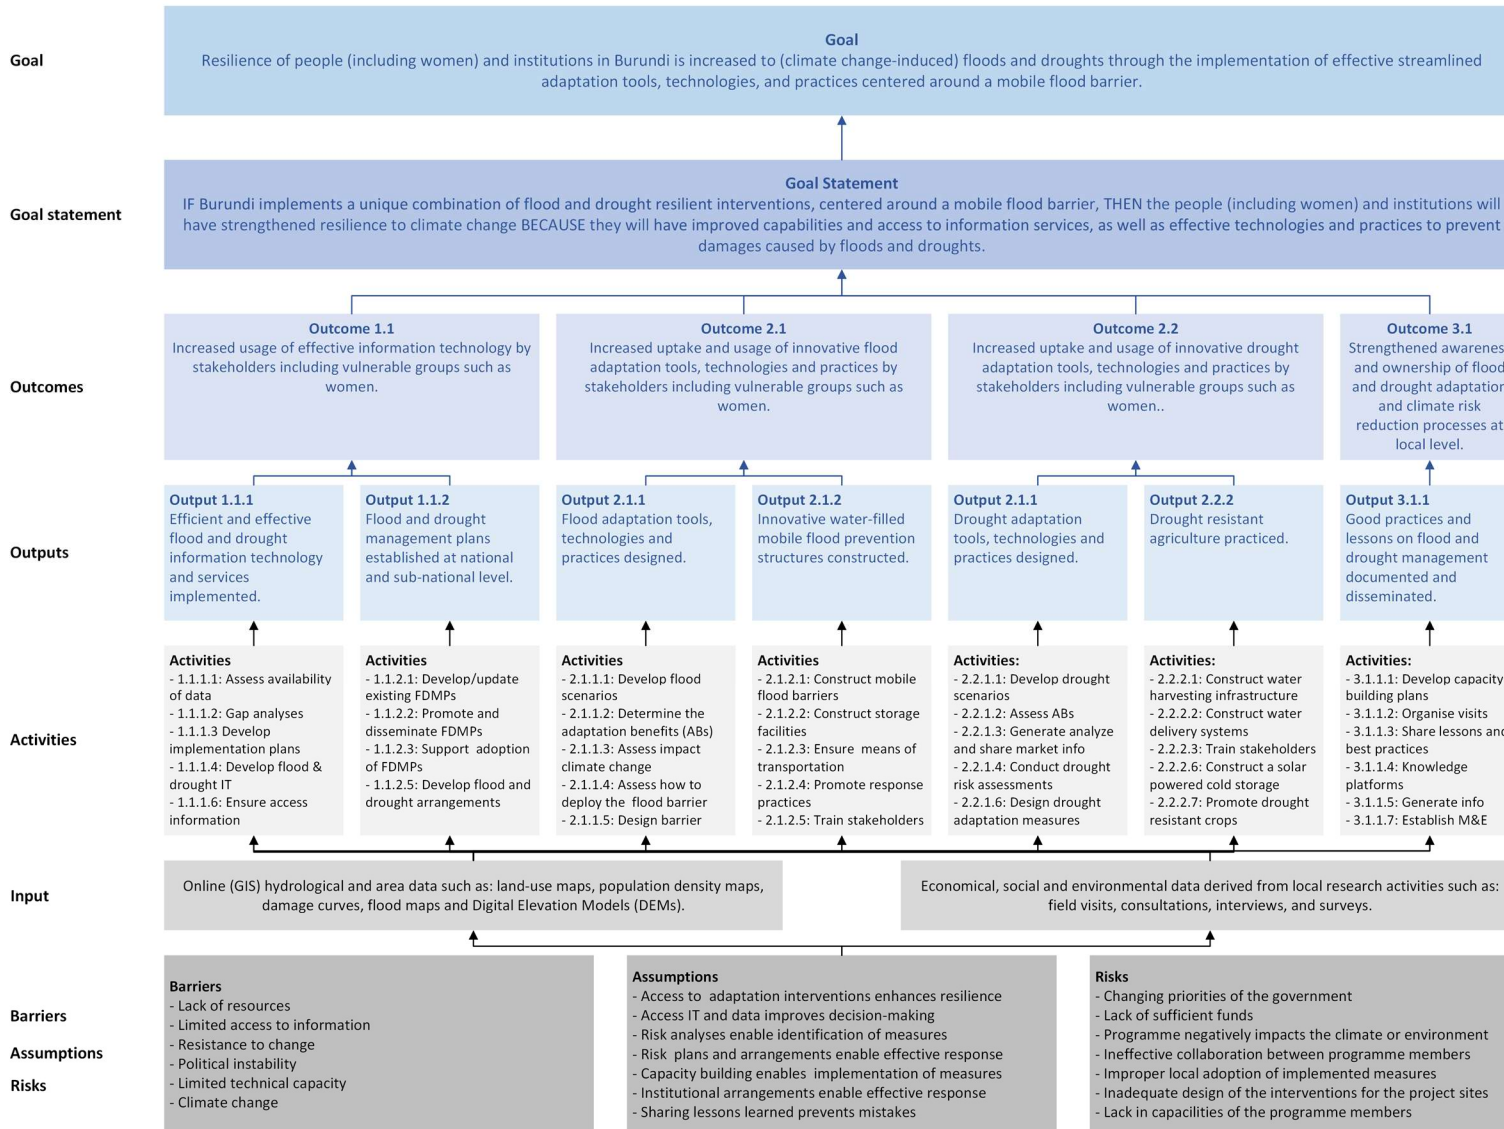 Goal
Goal
Resilience of people (including women) and institutions in Burundi is increased to (climate change-induced) floods and droughts through the implementation of effective streamlined
adaptation tools, technologies, and practices centered around a mobile flood barrier.
Goal statement
Goal Statement
IF Burundi implements a unique combination of flood and drought resilient interventions, centered around a mobile flood barrier, THEN the people (including women) and institutions will
have strengthened resilience to climate change BECAUSE they will have improved capabilities and access to information services, as well as effective technologies and practices to prevent
damages caused by floods and droughts.
Outcomes
Outcome 1.1
Increased usage of effective information technology by
stakeholders including vulnerable groups such as
women.
Outcome 2.1
Increased uptake and usage of innovative flood
adaptation tools, technologies and practices by
stakeholders including vulnerable groups such as
women.
Outcome 2.2
Increased uptake and usage of innovative drought
adaptation tools, technologies and practices by
stakeholders including vulnerable groups such as
women..
Outcome 3.1
Strengthened awarenes
and ownership of flood
and drought adaptation
and climate risk
reduction processes at
local level.
Outputs
Output 1.1.1
Efficient and effective
flood and drought
information technology
and services
implemented.
Output 1.1.2
Flood and drought
management plans
established at national
and sub-national level.
Output 2.1.1
Flood adaptation tools,
technologies and
practices designed.
Output 2.1.2
Innovative water-filled
mobile flood prevention
structures constructed.
Output 2.1.1
Drought adaptation
tools, technologies and
practices designed.
Output 2.2.2
Drought resistant
agriculture practiced.
Output 3.1.1
Good practices and
lessons on flood and
drought management
documented and
disseminated.
Activities
Activities
- 1.1.1.1: Assess availability
of data
- 1.1.1.2: Gap analyses
- 1.1.1.3 Develop
implementation plans
- 1.1.1.4: Develop flood &
drought IT
- 1.1.1.6: Ensure access
information
Activities
- 1.1.2.1: Develop/update
existing FDMPs
- 1.1.2.2: Promote and
disseminate FDMPs
- 1.1.2.3: Support adoption
of FDMPs
- 1.1.2.5: Develop flood and
drought arrangements
Activities
- 2.1.1.1: Develop flood
scenarios
- 2.1.1.2: Determine the
adaptation benefits (ABs)
- 2.1.1.3: Assess impact
climate change
- 2.1.1.4: Assess how to
deploy the flood barrier
- 2.1.1.5: Design barrier
Activities
- 2.1.2.1: Construct mobile
flood barriers
- 2.1.2.2: Construct storage
facilities
- 2.1.2.3: Ensure means of
transportation
- 2.1.2.4: Promote response
practices
- 2.1.2.5: Train stakeholders
Activities:
- 2.2.1.1: Develop drought
scenarios
- 2.2.1.2: Assess ABs
- 2.2.1.3: Generate analyze
and share market info
- 2.2.1.4: Conduct drought
risk assessments
- 2.2.1.6: Design drought
adaptation measures
Activities:
- 2.2.2.1: Construct water
harvesting infrastructure
- 2.2.2.2: Construct water
delivery systems
- 2.2.2.3: Train stakeholders
- 2.2.2.6: Construct a solar
powered cold storage
- 2.2.2.7: Promote drought
resistant crops
Activities:
- 3.1.1.1: Develop capacity
building plans
- 3.1.1.2: Organise visits
- 3.1.1.3: Share lessons and
best practices
- 3.1.1.4: Knowledge
platforms
- 3.1.1.5: Generate info
- 3.1.1.7: Establish M&E
Input
Online (GIS) hydrological and area data such as: land-use maps, population density maps,
damage curves, flood maps and Digital Elevation Models (DEMs).
Economical, social and environmental data derived from local research activities such as:
field visits, consultations, interviews, and surveys.
Barriers
Assumptions
Risks
Barriers
- Lack of resources
- Limited access to information
- Resistance to change
- Political instability
- Limited technical capacity
- Climate change
Assumptions
- Access to adaptation interventions enhances resilience
- Access IT and data improves decision-making
- Risk analyses enable identification of measures
- Risk plans and arrangements enable effective response
- Capacity building enables implementation of measures
- Institutional arrangements enable effective response
- Sharing lessons learned prevents mistakes
Risks
- Changing priorities of the government
- Lack of sufficient funds
- Programme negatively impacts the climate or environment
- Ineffective collaboration between programme members
- Improper local adoption of implemented measures
- Inadequate design of the interventions for the project sites
- Lack in capacilities of the programme members